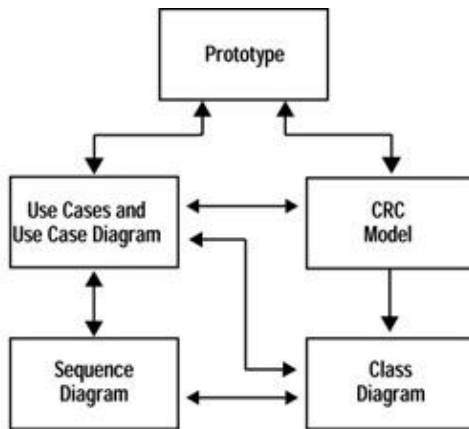 Prototype
Use Cases and
Use Case Diagram
CRC
Model
Sequence
Diagram
Class
Diagram